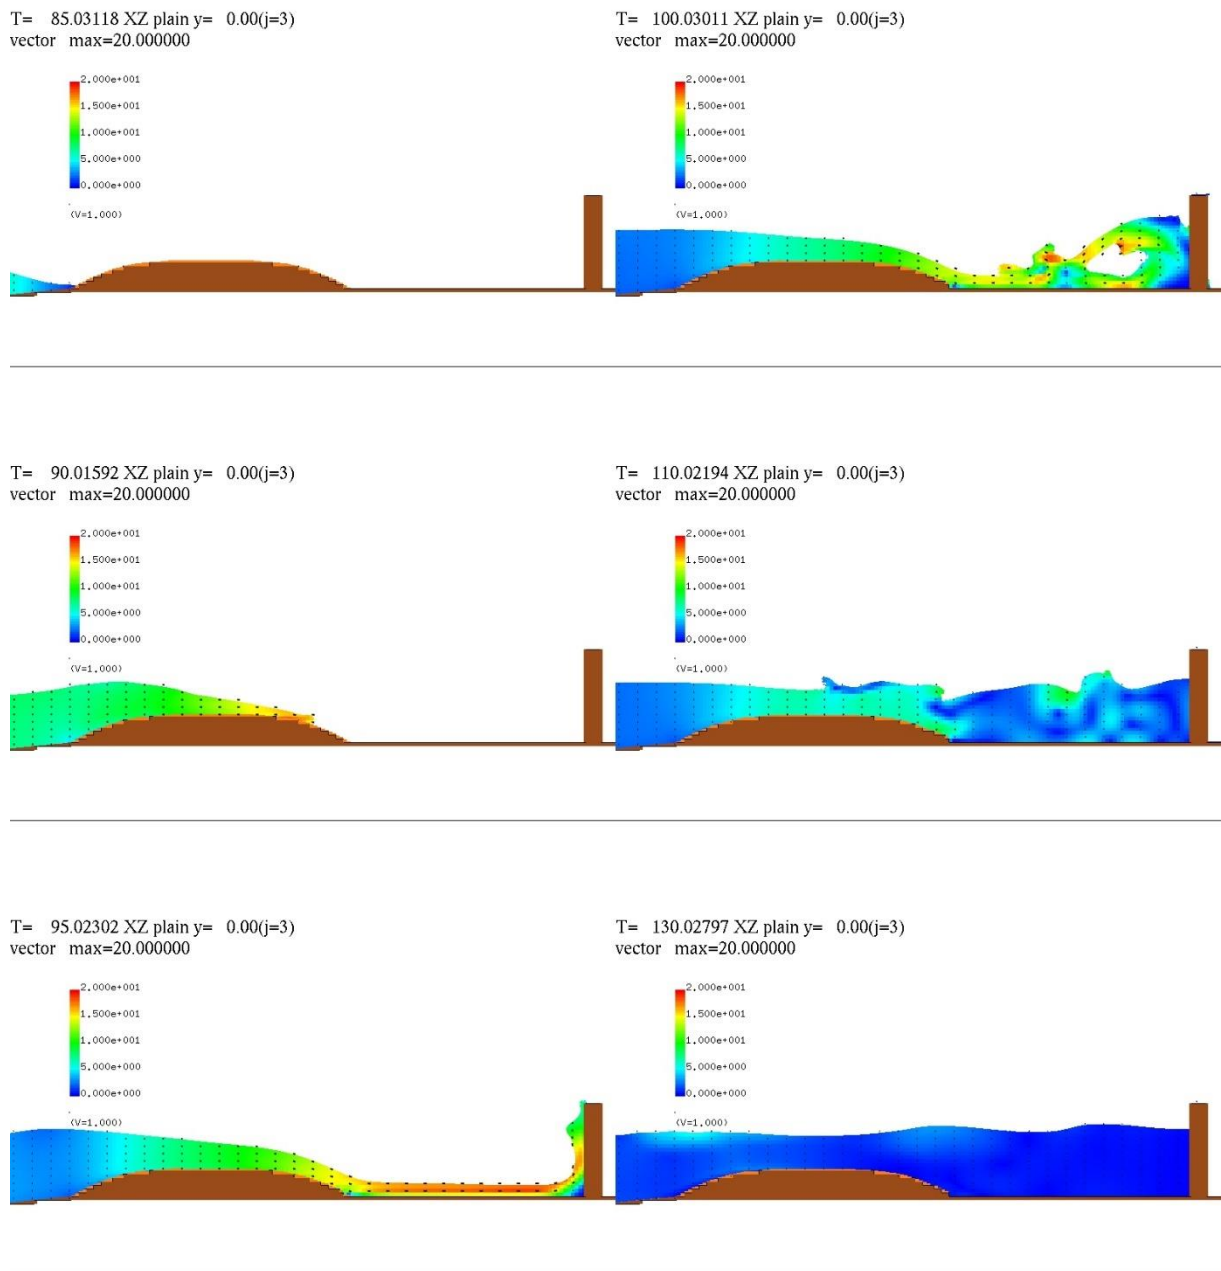 T= 85.03118 XZ plain y= 0.00(j=3)
vector max=20.000000
2.000e+001
1.500e+001
1.000e+001
5.000e+000
0.000e+000
(V=1.000)
T= 100.03011 XZ plain y= 0.00(j=3)
vector max=20.000000
2.000e+001
1.500e+001
1.000e+001
5.000e+000
0.000e+000
(V=1.000)
T= 90.01592 XZ plain y= 0.00(j=3)
vector max=20.000000
2.000e+001
1.500e+001
1.000e+001
5.000e+000
0.000e+000
(V=1.000)
T= 110.02194 XZ plain y= 0.00(j=3)
vector max=20.000000
2.000e+001
1.500e+001
1.000e+001
5.000e+000
0.000e+000
(V=1.000)
T= 95.02302 XZ plain y= 0.00(j=3)
vector max=20.000000
2.000e+001
1.500e+001
1.000e+001
5.000e+000
0.000e+000
(V=1.000)
T= 130.02797 XZ plain y= 0.00(j=3)
vector max=20.000000
2.000e+001
1.500e+001
1.000e+001
5.000e+000
0.000e+000
(V=1.000)